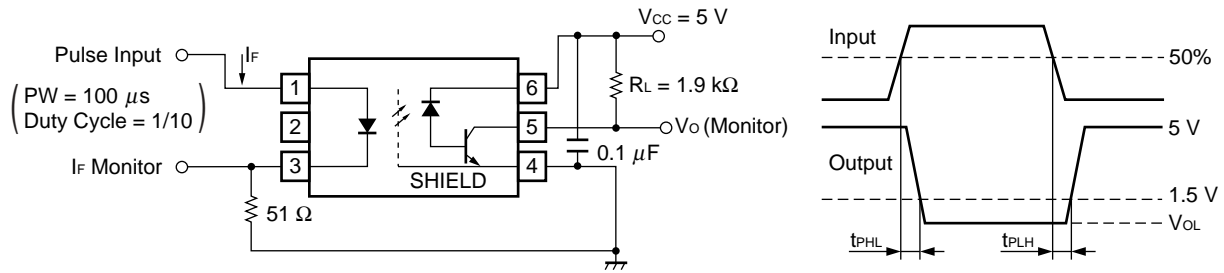 VCC = 5 V
Pulse Input
IF
(PW = 100 μs
Duty Cycle = 1/10)
RL = 1.9 kΩ
1
6
2
5
VO (Monitor)
IF Monitor
3
4
0.1 μF
SHIELD
51 Ω
Input
50%
5 V
Output
1.5 V
VOL
tPHL
tPLH